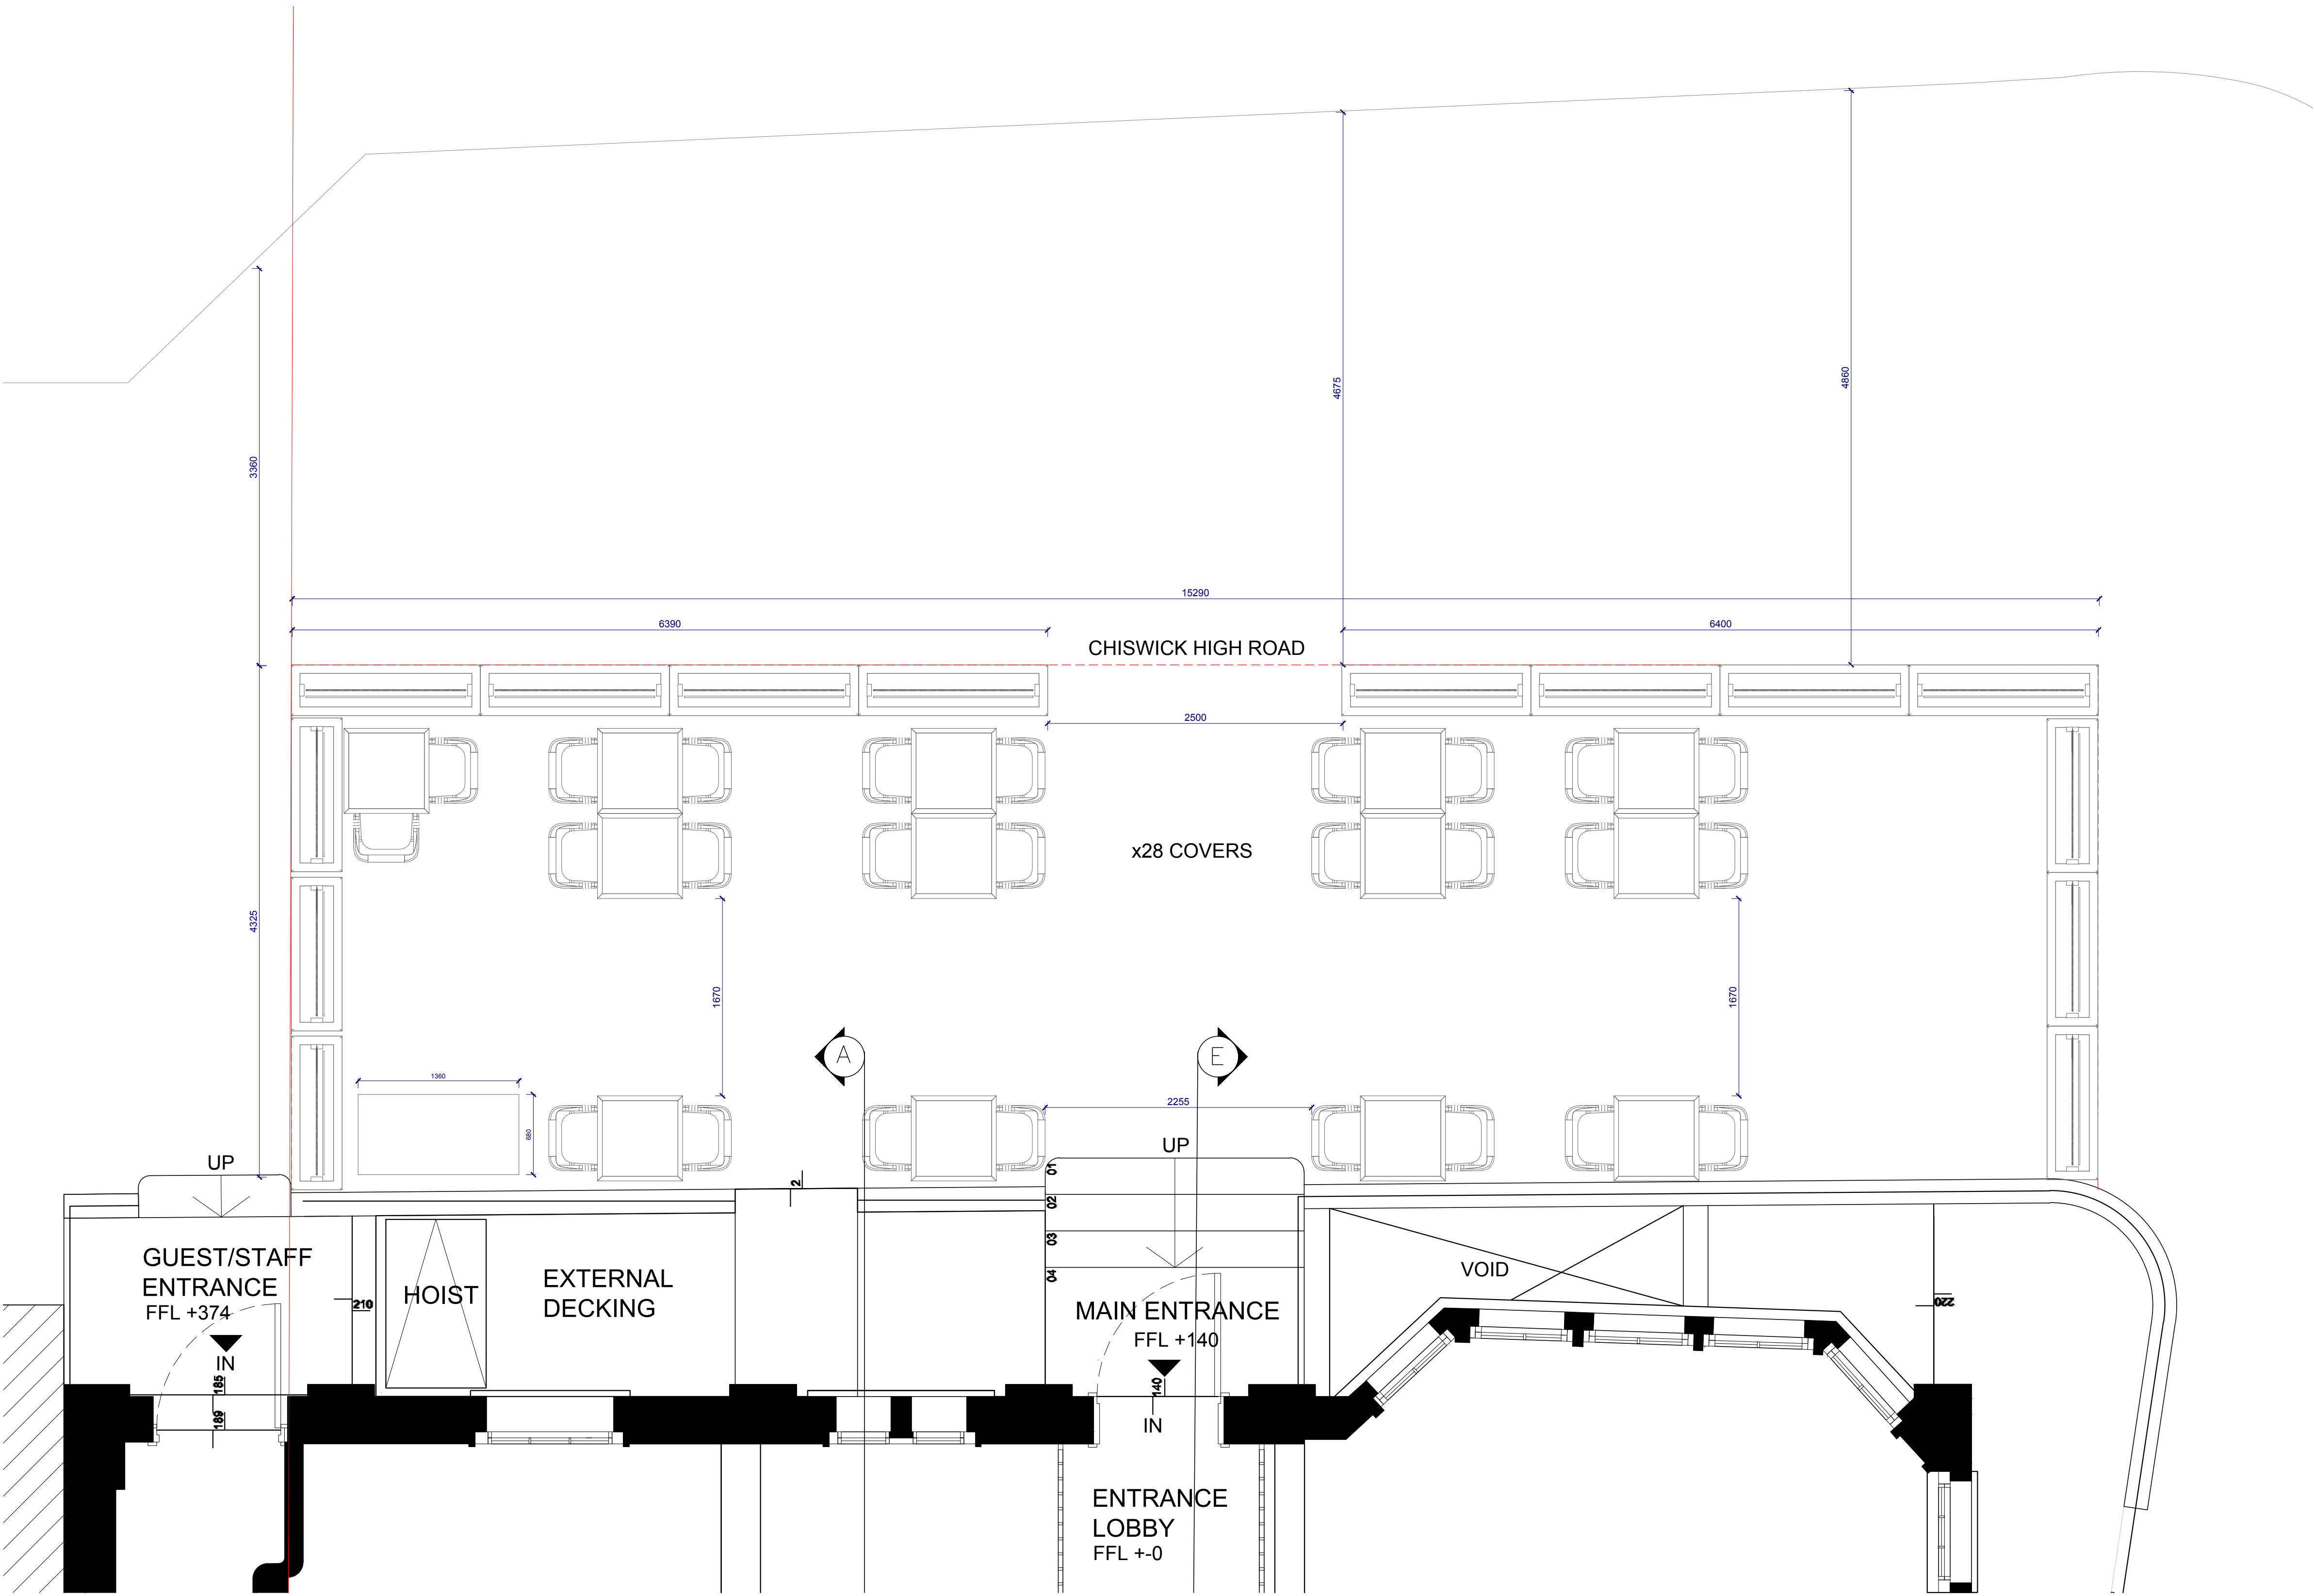 4860
4675
3360
15290
6390
6400
CHISWICK HIGH ROAD
2500
x28 COVERS
4325
1670
1670
A
E
1360
680
2255
UP
UP
01
02
03
04
2
GUEST/STAFF
ENTRANCE
FFL +374
IN
210
HOIST
EXTERNAL
DECKING
MAIN ENTRANCE
FFL +140
VOID
220
185
189
140
IN
ENTRANCE
LOBBY
FFL +-0